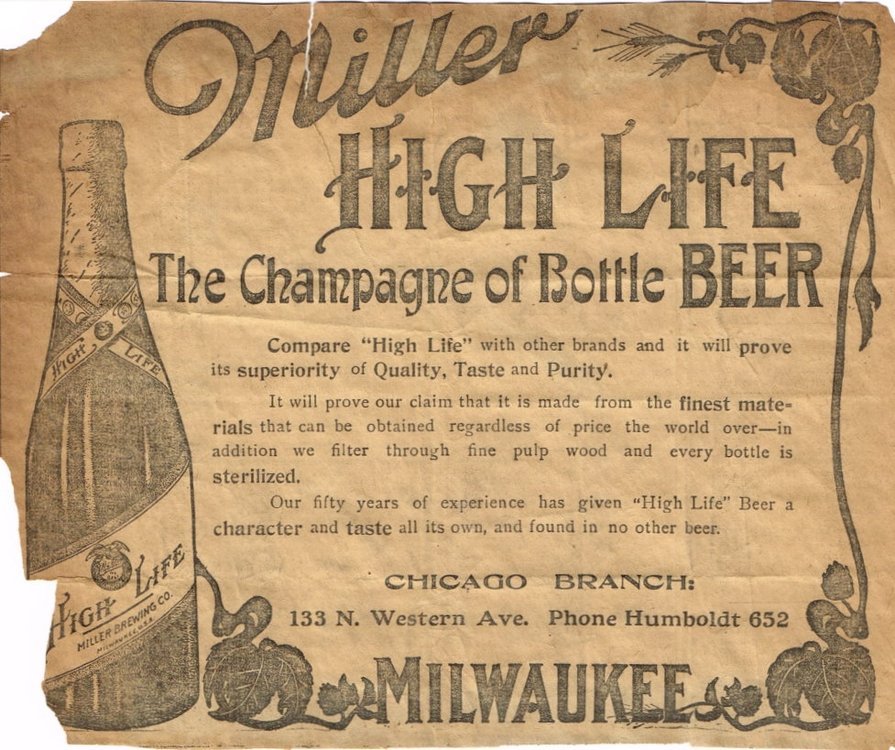 Miller
HIGH LIFE
The Champagne of Bottle BEER
Compare "High Life" with other brands and it will prove
its superiority of Quality, Taste and Purity.
It will prove our claim that it is made from the finest mate=
rials that can be obtained regardless of price the world over—in
addition we filter through fine pulp wood and every bottle is
sterilized.
Our fifty years of experience has given "High Life" Beer a
character and taste all its own, and found in no other beer.
CHICAGO BRANCH:
133 N. Western Ave. Phone Humboldt 652
MILWAUKEE
HIGH LIFE
HIGH LIFE
MILLER BREWING CO.
MILWAUKEE, U.S.A.